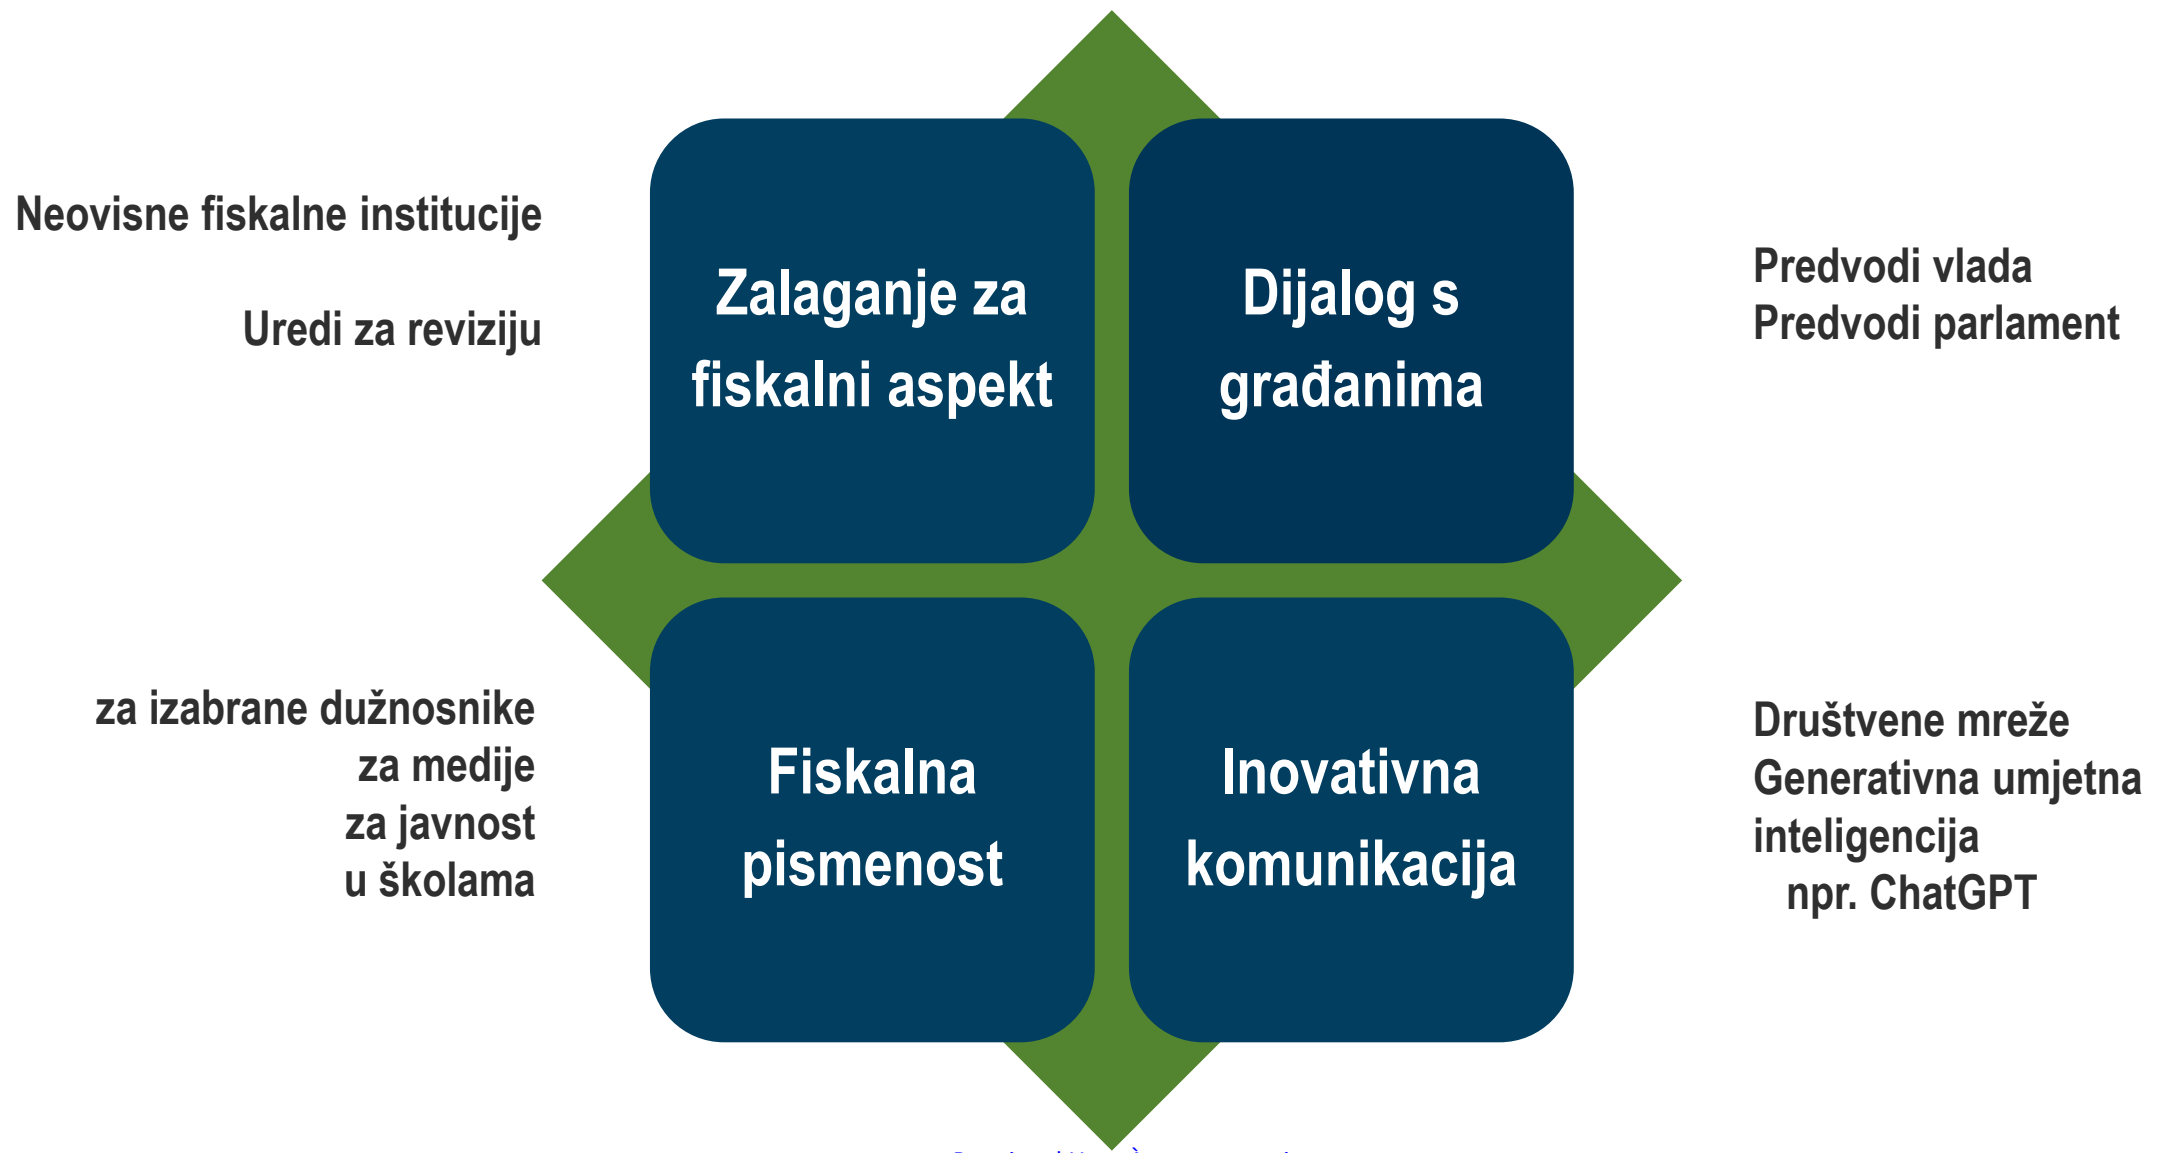 Neovisne fiskalne institucije
Uredi za reviziju
Zalaganje za
fiskalni aspekt
Dijalog s
građanima
Predvodi vlada
Predvodi parlament
za izabrane dužnosnike
za medije
za javnost
u školama
Fiskalna
pismenost
Inovativna
komunikacija
Društvene mreže
Generativna umjetna
inteligencija
npr. ChatGPT